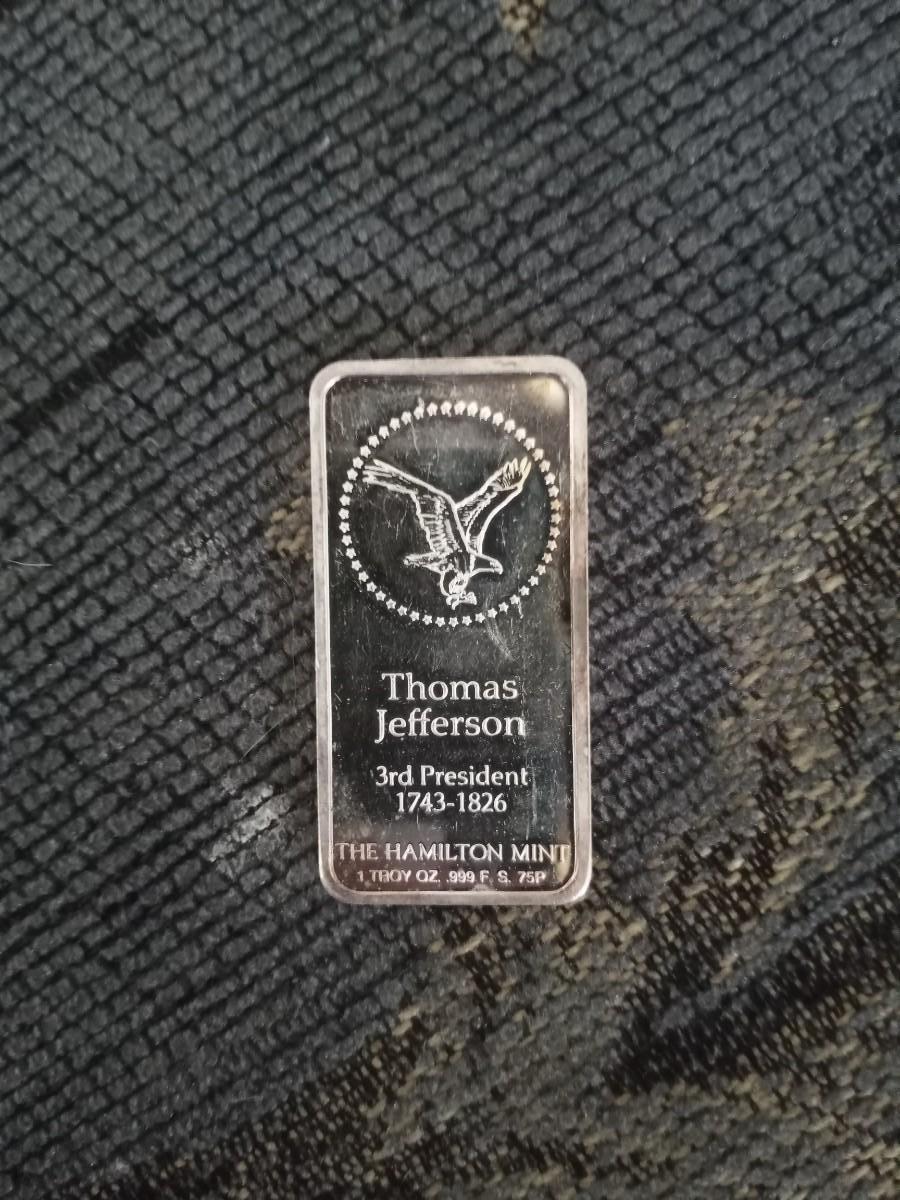 Thomas
Jefferson
3rd President
1743-1826
THE HAMILTON MINT
1 TROY OZ. .999 F. S. 75P